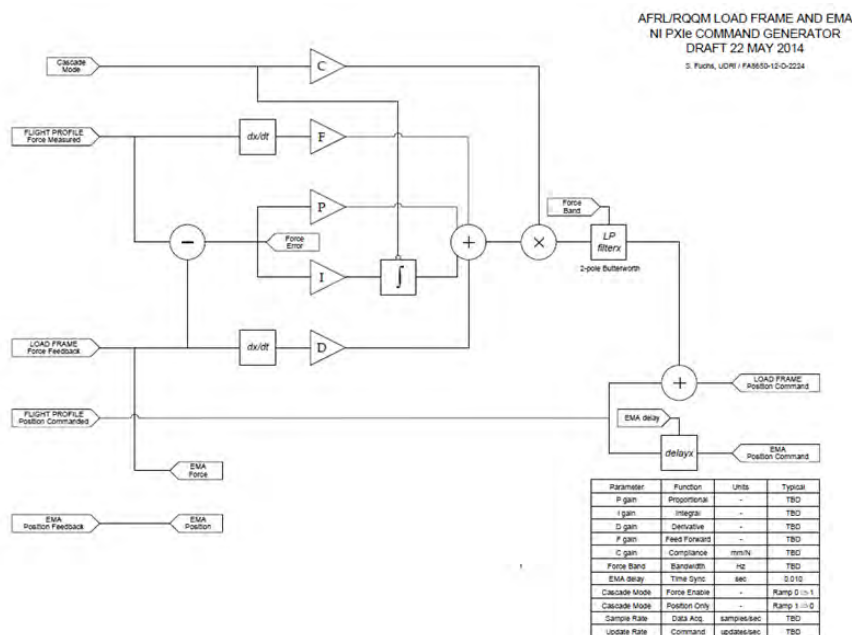 AFRL/RQQM LOAD FRAME AND EMA
NI PXIe COMMAND GENERATOR
DRAFT 22 MAY 2014
S. Fuchs, UDRI / FA8650-12-D-2224
Cascade
Mode
C
FLIGHT PROFILE
Force Measured
dx/dt
F
P
Force
Error
I
∫
−
+
×
Force
Band
LP
filterx
2-pole Butterworth
LOAD FRAME
Force Feedback
dx/dt
D
+
LOAD FRAME
Position Command
FLIGHT PROFILE
Position Commanded
EMA delay
delayx
EMA
Position Command
EMA
Force
EMA
Position Feedback
EMA
Position
Parameter Function Units Typical
P gain Proportional - TBD
I gain Integral - TBD
D gain Derivative - TBD
F gain Feed Forward - TBD
C gain Compliance mm/N TBD
Force Band Bandwidth Hz TBD
EMA delay Time Sync sec 0.010
Cascade Mode Force Enable - Ramp 0 ⇨ 1
Cascade Mode Position Only - Ramp 1 ⇨ 0
Sample Rate Data Acq. samples/sec TBD
Update Rate Command updates/sec TBD